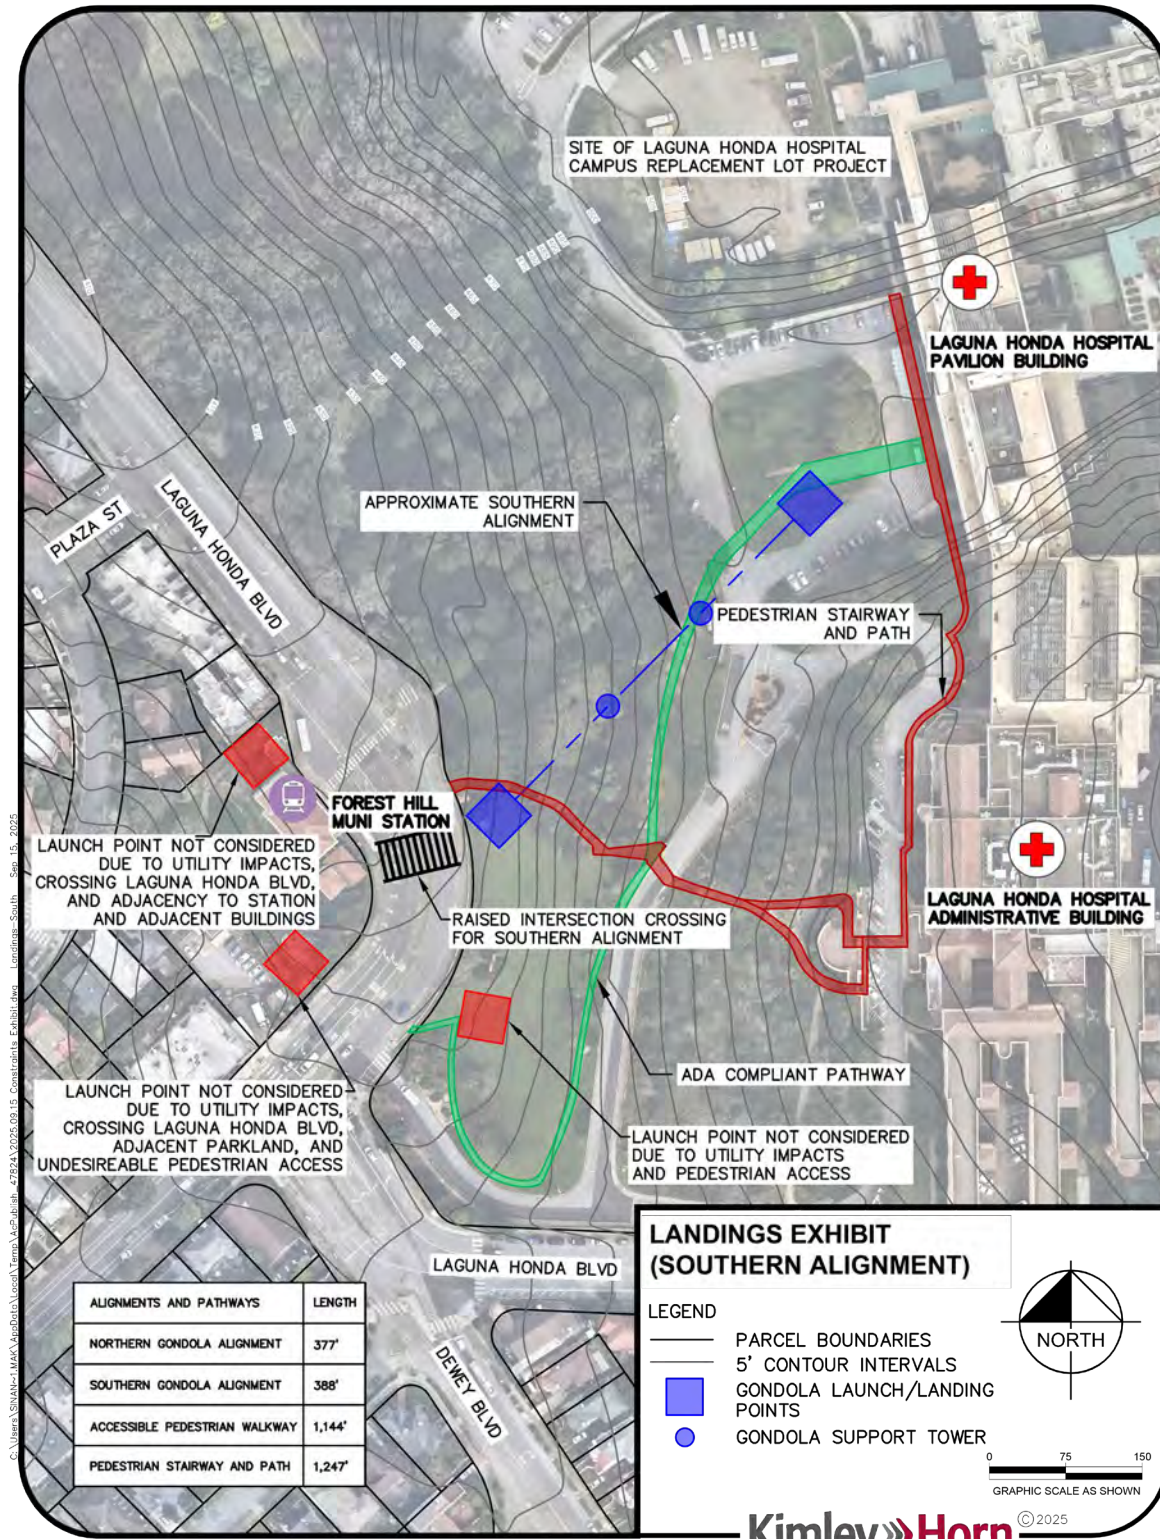 SITE OF LAGUNA HONDA HOSPITAL
CAMPUS REPLACEMENT LOT PROJECT
LAGUNA HONDA HOSPITAL
PAVILION BUILDING
APPROXIMATE SOUTHERN
ALIGNMENT
PLAZA ST
LAGUNA HONDA BLVD
PEDESTRIAN STAIRWAY
AND PATH
FOREST HILL
MUNI STATION
LAUNCH POINT NOT CONSIDERED
DUE TO UTILITY IMPACTS,
CROSSING LAGUNA HONDA BLVD,
AND ADJACENCY TO STATION
AND ADJACENT BUILDINGS
RAISED INTERSECTION CROSSING
FOR SOUTHERN ALIGNMENT
LAGUNA HONDA HOSPITAL
ADMINISTRATIVE BUILDING
ADA COMPLIANT PATHWAY
LAUNCH POINT NOT CONSIDERED
DUE TO UTILITY IMPACTS,
CROSSING LAGUNA HONDA BLVD,
ADJACENT PARKLAND, AND
UNDESIREABLE PEDESTRIAN ACCESS
LAUNCH POINT NOT CONSIDERED
DUE TO UTILITY IMPACTS
AND PEDESTRIAN ACCESS
LAGUNA HONDA BLVD
DEWEY BLVD
ALIGNMENTS AND PATHWAYS LENGTH
NORTHERN GONDOLA ALIGNMENT 377'
SOUTHERN GONDOLA ALIGNMENT 388'
ACCESSIBLE PEDESTRIAN WALKWAY 1,144'
PEDESTRIAN STAIRWAY AND PATH 1,247'
LANDINGS EXHIBIT
(SOUTHERN ALIGNMENT)
LEGEND
PARCEL BOUNDARIES
5' CONTOUR INTERVALS
GONDOLA LAUNCH/LANDING
POINTS
GONDOLA SUPPORT TOWER
NORTH
0 75 150
GRAPHIC SCALE AS SHOWN
Kimley»Horn
©2025